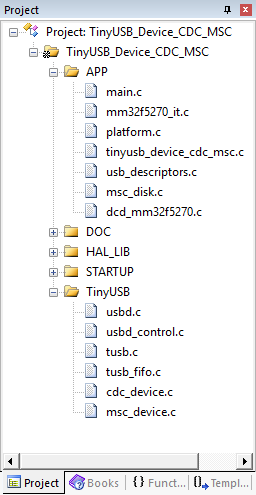 Project
Project: TinyUSB_Device_CDC_MSC
TinyUSB_Device_CDC_MSC
APP
main.c
mm32f5270_it.c
platform.c
tinyusb_device_cdc_msc.c
usb_descriptors.c
msc_disk.c
dcd_mm32f5270.c
DOC
HAL_LIB
STARTUP
TinyUSB
usbd.c
usbd_control.c
tusb.c
tusb_fifo.c
cdc_device.c
msc_device.c
Project Books {} Funct... 0→ Templ...